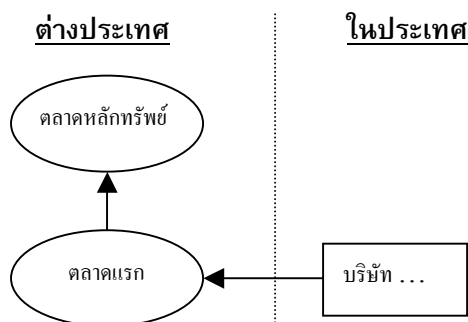 ต่างประเทศ
ในประเทศ
ตลาดหลักทรัพย์
ตลาดแรก
บริษัท ...